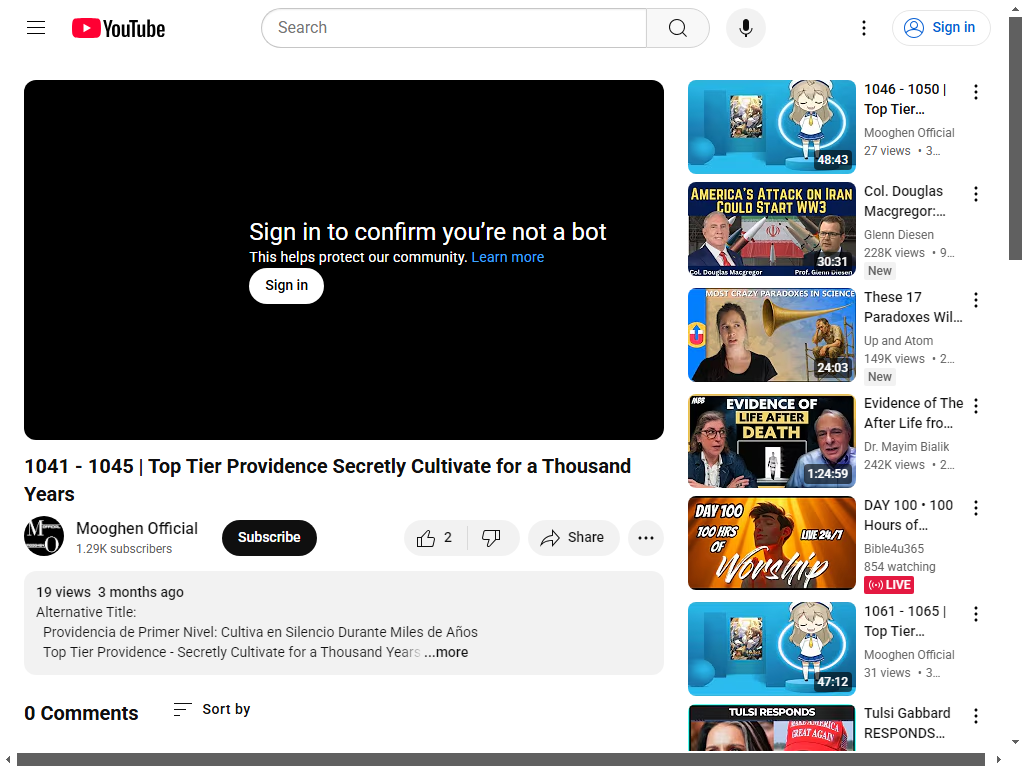 YouTube
Search
Sign in
Sign in to confirm you're not a bot
This helps protect our community. Learn more
Sign in
1041 - 1045 | Top Tier Providence Secretly Cultivate for a Thousand
Years
Mooghen Official
1.29K subscribers
Subscribe
2
Share
19 views 3 months ago
Alternative Title:
Providencia de Primer Nivel: Cultiva en Silencio Durante Miles de Años
Top Tier Providence - Secretly Cultivate for a Thousand Years ...more
0 Comments
Sort by
48:43
1046 - 1050 |
Top Tier...
Mooghen Official
27 views • 3...
AMERICA'S ATTACK ON IRAN
COULD START WW3
30:31
Col. Douglas Macgregor
Prof. Glenn Diesen
Col. Douglas
Macgregor:...
Glenn Diesen
228K views • 9...
New
MOST CRAZY PARADOXES IN SCIENCE
24:03
These 17
Paradoxes Wil...
Up and Atom
149K views • 2...
New
MBB
EVIDENCE OF
LIFE AFTER
DEATH
1:24:59
Evidence of The
After Life fro...
Dr. Mayim Bialik
242K views • 2...
DAY 100
100 HRS
OF
Worship
LIVE 24/7
DAY 100 • 100
Hours of...
Bible4u365
854 watching
LIVE
47:12
1061 - 1065 |
Top Tier...
Mooghen Official
31 views • 3...
TULSI RESPONDS
MAKE AMERICA
GREAT AGAIN
Tulsi Gabbard
RESPONDS...